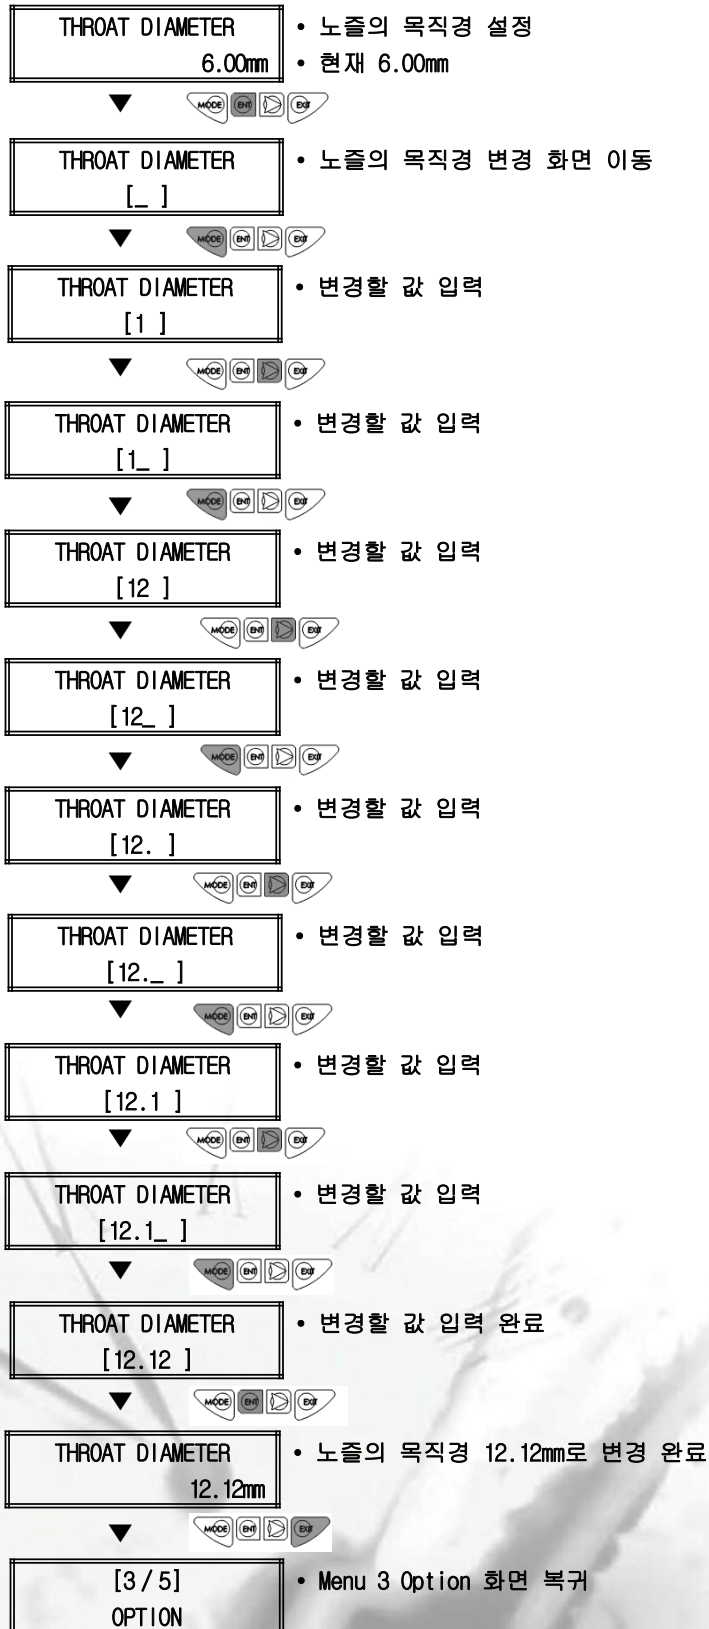 THROAT DIAMETER • 노즐의 목직경 설정
6.00mm • 현재 6.00mm
▼ MODE ENT EXIT
THROAT DIAMETER • 노즐의 목직경 변경 화면 이동
[_ ]
▼ MODE ENT EXIT
THROAT DIAMETER • 변경할 값 입력
[1 ]
▼ MODE ENT EXIT
THROAT DIAMETER • 변경할 값 입력
[1_ ]
▼ MODE ENT EXIT
THROAT DIAMETER • 변경할 값 입력
[12 ]
▼ MODE ENT EXIT
THROAT DIAMETER • 변경할 값 입력
[12_ ]
▼ MODE ENT EXIT
THROAT DIAMETER • 변경할 값 입력
[12. ]
▼ MODE ENT EXIT
THROAT DIAMETER • 변경할 값 입력
[12._ ]
▼ MODE ENT EXIT
THROAT DIAMETER • 변경할 값 입력
[12.1 ]
▼ MODE ENT EXIT
THROAT DIAMETER • 변경할 값 입력
[12.1_ ]
▼ MODE ENT EXIT
THROAT DIAMETER • 변경할 값 입력 완료
[12.12 ]
▼ MODE ENT EXIT
THROAT DIAMETER • 노즐의 목직경 12.12mm로 변경 완료
12.12mm
▼ MODE ENT EXIT
[3/5] • Menu 3 Option 화면 복귀
OPTION